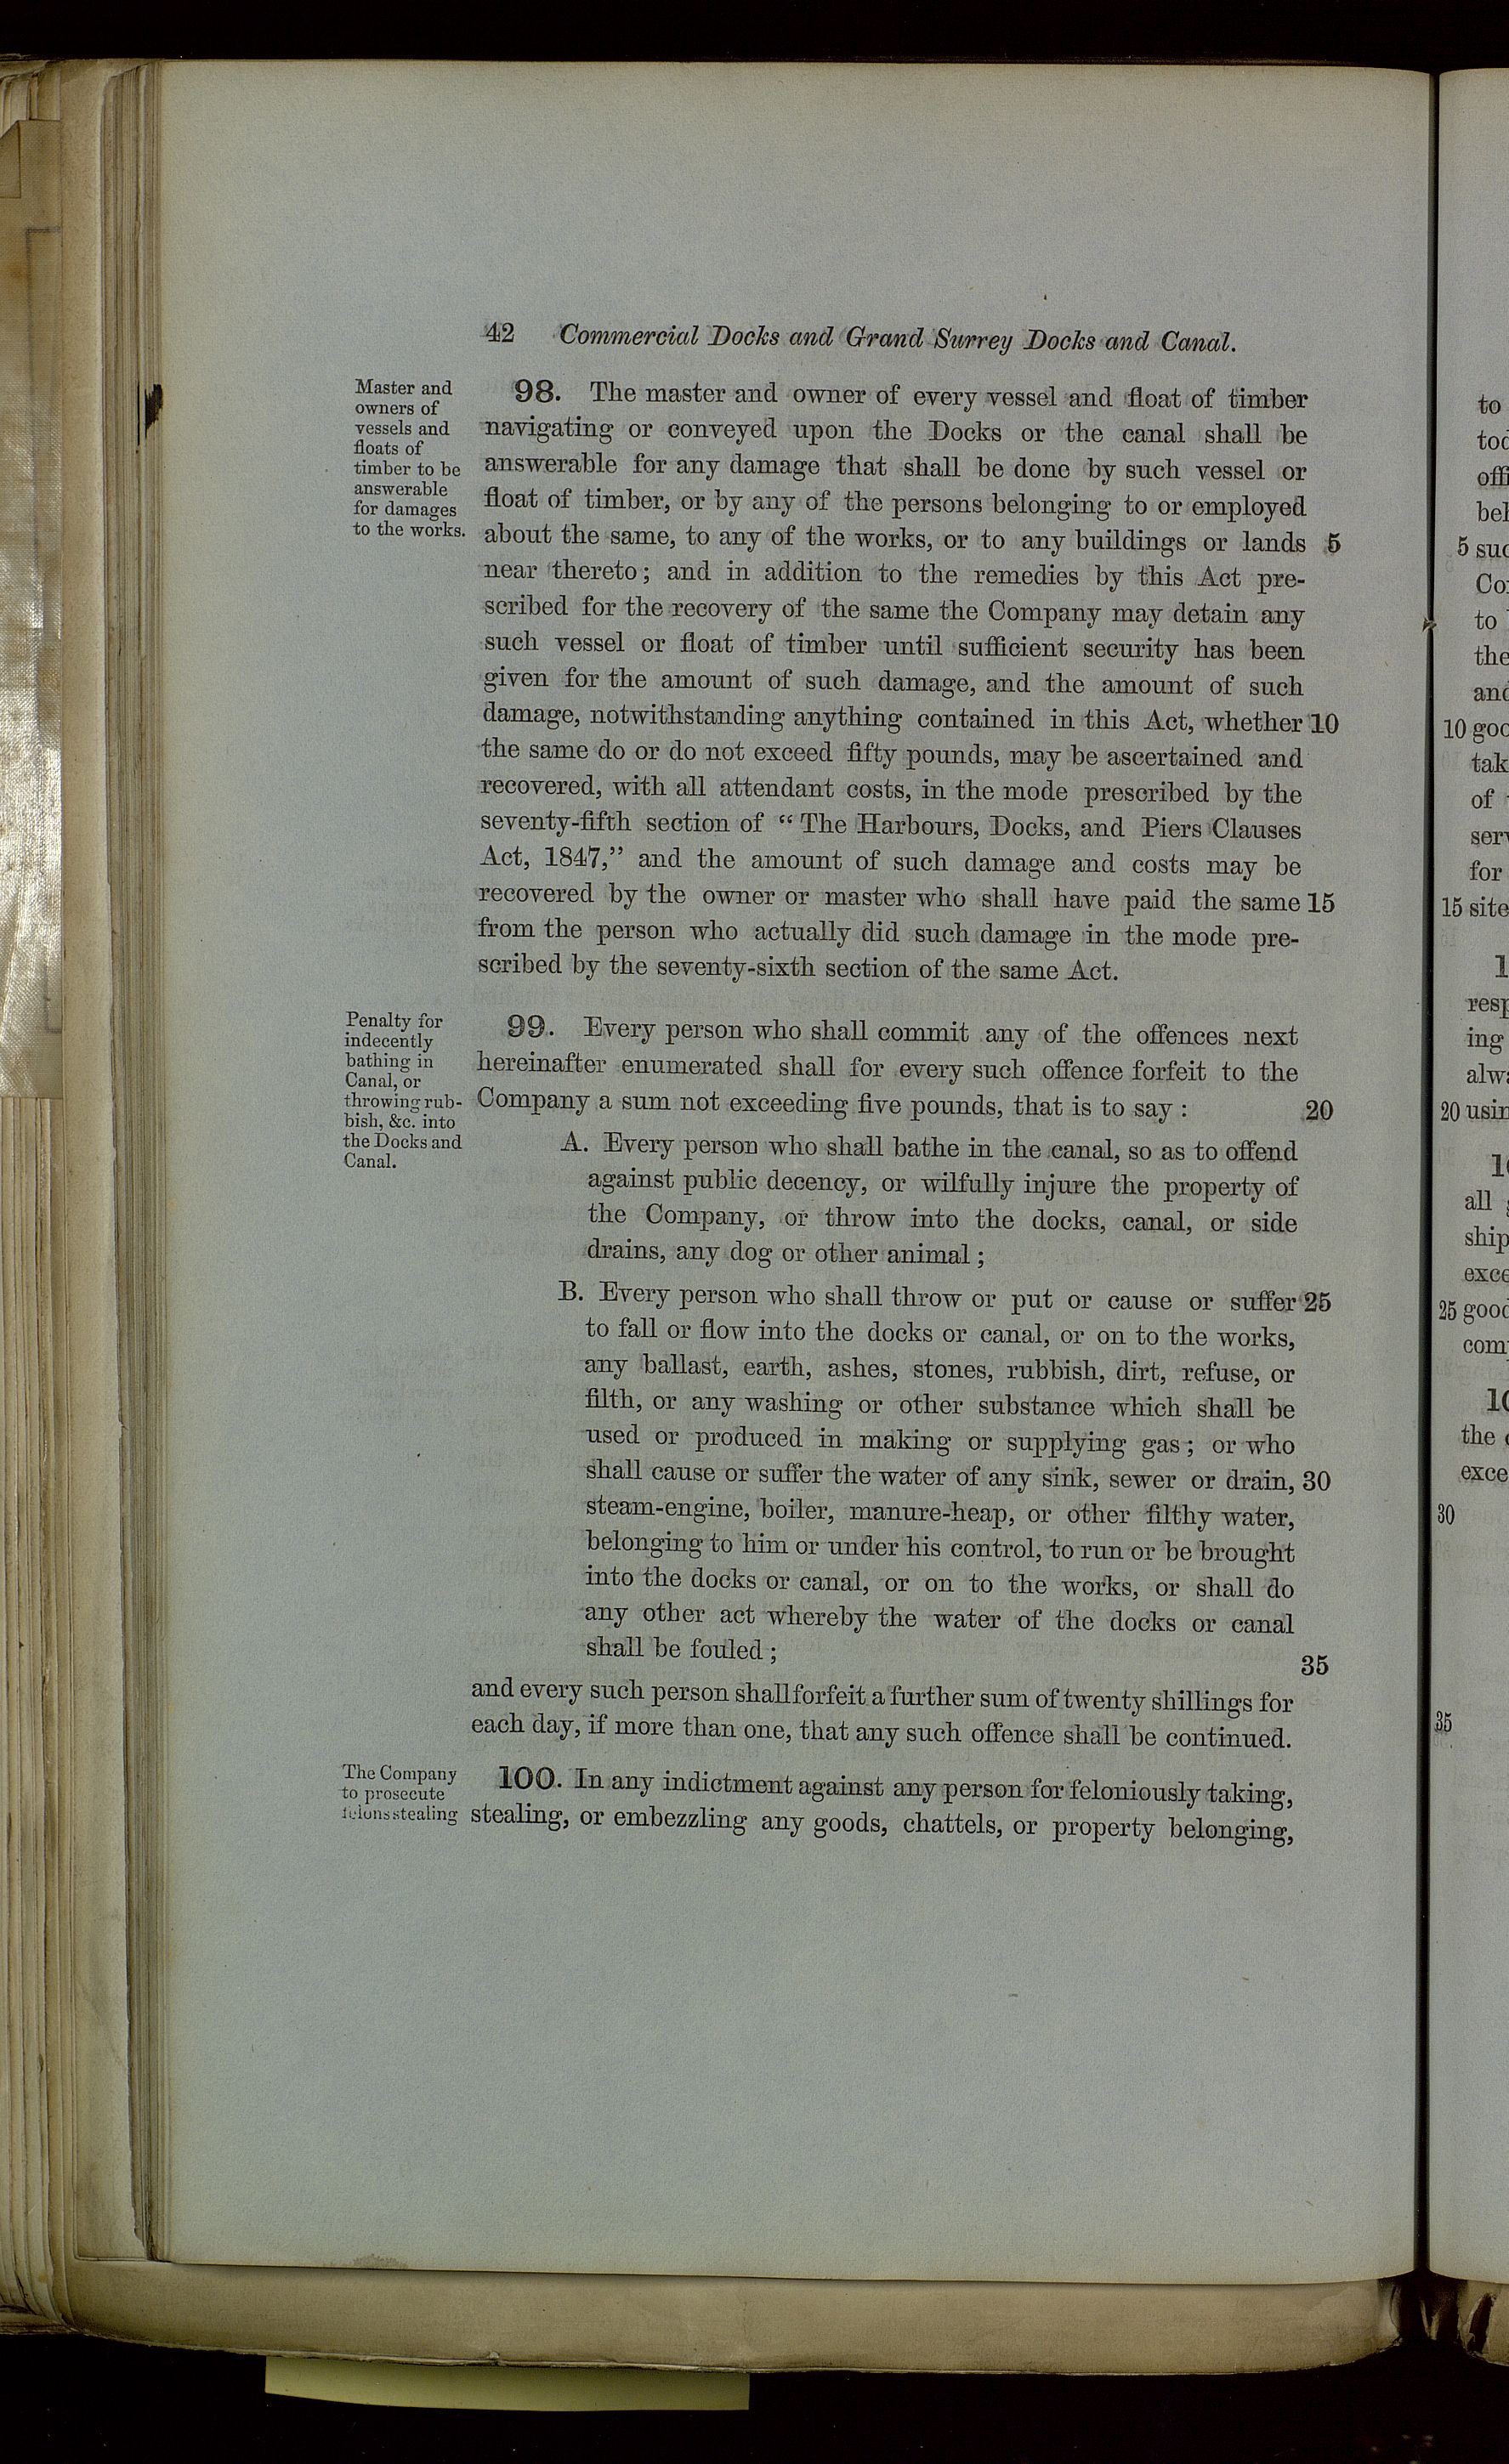 42 Commercial Docks and Grand Surrey Docks and Canal.
Master and
owners of
vessels and
floats of
timber to be
answerable
for damages
to the works.
98. The master and owner of every vessel and float of timber
navigating or conveyed upon the Docks or the canal shall be
answerable for any damage that shall be done by such vessel or
float of timber, or by any of the persons belonging to or employed
about the same, to any of the works, or to any buildings or lands 5
near thereto; and in addition to the remedies by this Act pre-
scribed for the recovery of the same the Company may detain any
such vessel or float of timber until sufficient security has been
given for the amount of such damage, and the amount of such
damage, notwithstanding anything contained in this Act, whether 10
the same do or do not exceed fifty pounds, may be ascertained and
recovered, with all attendant costs, in the mode prescribed by the
seventy-fifth section of “The Harbours, Docks, and Piers Clauses
Act, 1847,” and the amount of such damage and costs may be
recovered by the owner or master who shall have paid the same 15
from the person who actually did such damage in the mode pre-
scribed by the seventy-sixth section of the same Act.
Penalty for
indecently
bathing in
Canal, or
throwing rub-
bish, &c. into
the Docks and
Canal.
99. Every person who shall commit any of the offences next
hereinafter enumerated shall for every such offence forfeit to the
Company a sum not exceeding five pounds, that is to say: 20
A. Every person who shall bathe in the canal, so as to offend
against public decency, or wilfully injure the property of
the Company, or throw into the docks, canal, or side
drains, any dog or other animal;
B. Every person who shall throw or put or cause or suffer 25
to fall or flow into the docks or canal, or on to the works,
any ballast, earth, ashes, stones, rubbish, dirt, refuse, or
filth, or any washing or other substance which shall be
used or produced in making or supplying gas; or who
shall cause or suffer the water of any sink, sewer or drain, 30
steam-engine, boiler, manure-heap, or other filthy water,
belonging to him or under his control, to run or be brought
into the docks or canal, or on to the works, or shall do
any other act whereby the water of the docks or canal
shall be fouled; 35
and every such person shall forfeit a further sum of twenty shillings for
each day, if more than one, that any such offence shall be continued.
The Company
to prosecute
felons stealing
100. In any indictment against any person for feloniously taking,
stealing, or embezzling any goods, chattels, or property belonging,
to
5
to
10
of
for
15
20
all
25
the
30
35